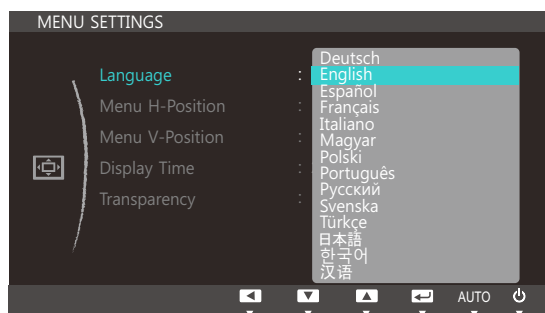 MENU SETTINGS
Language :
Menu H-Position :
Menu V-Position :
Display Time :
Transparency :
Deutsch
English
Español
Français
Italiano
Magyar
Polski
Português
Русский
Svenska
Türkçe
日本語
한국어
汉语
AUTO